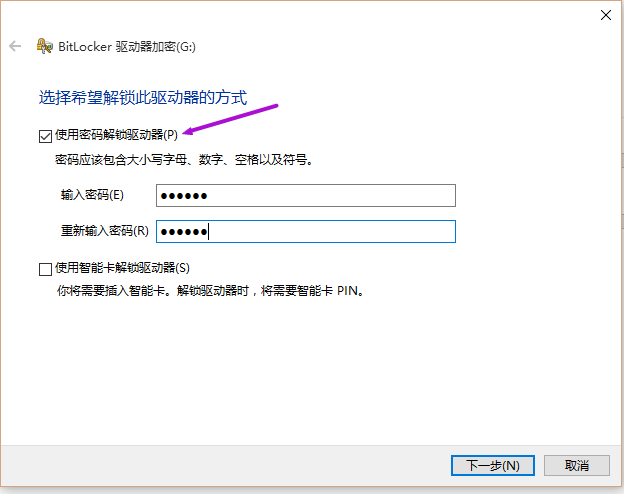 BitLocker 驱动器加密(G:)
选择希望解锁此驱动器的方式
使用密码解锁驱动器(P)
密码应该包含大小写字母、数字、空格以及符号。
输入密码(E)
●●●●●●
重新输入密码(R)
●●●●●●
使用智能卡解锁驱动器(S)
你将需要插入智能卡。解锁驱动器时，将需要智能卡 PIN。
下一步(N)
取消